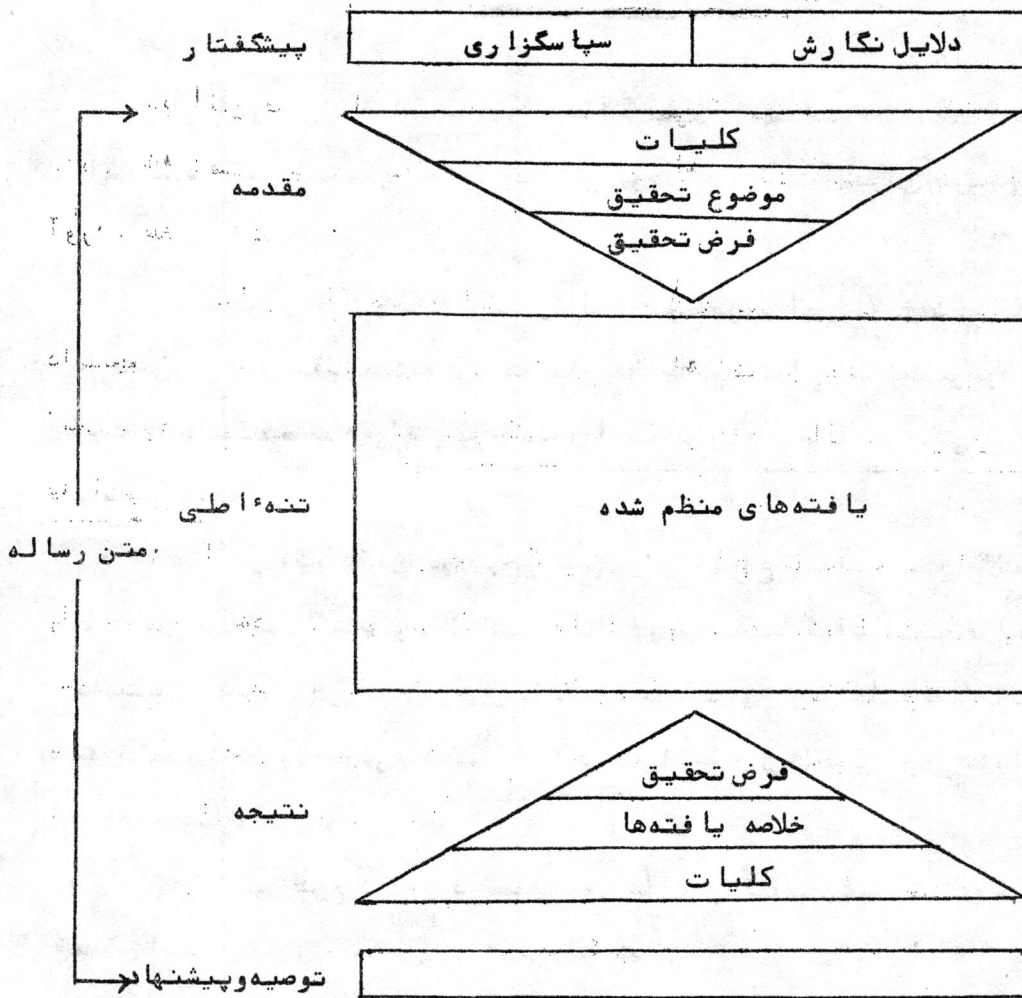 دلایل نگارش
سپاسگزاری
پیشگفتار
کلیات
مقدمه
موضوع تحقیق
فرض تحقیق
یافته‌های منظم شده
تنهٔ اصلی
متن رساله
فرض تحقیق
نتیجه
خلاصه یافته‌ها
کلیات
توصیه و پیشنهاد